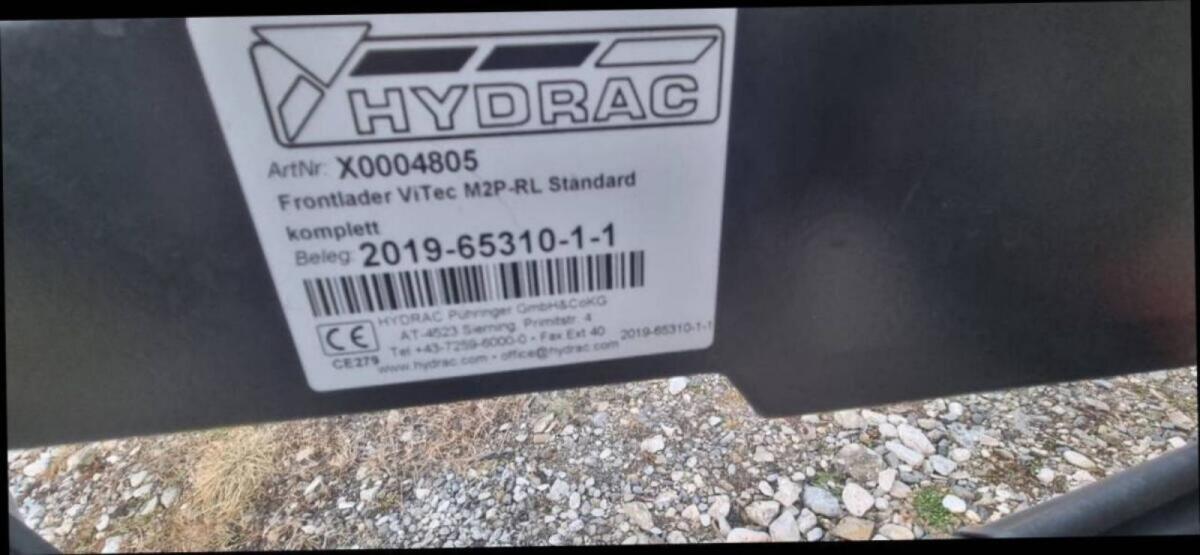 HYDRAC
ArtNr: X0004805
Frontlader ViTec M2P-RL Standard
komplett
Beleg: 2019-65310-1-1
HYDRAC Pühringer GmbH&CoKG
AT-4523 Sierning, Primitstr. 4
Tel +43-7259-6000-0 • Fax Ext 40
2019-65310-1-1
CE
CE279
www.hydrac.com • office@hydrac.com